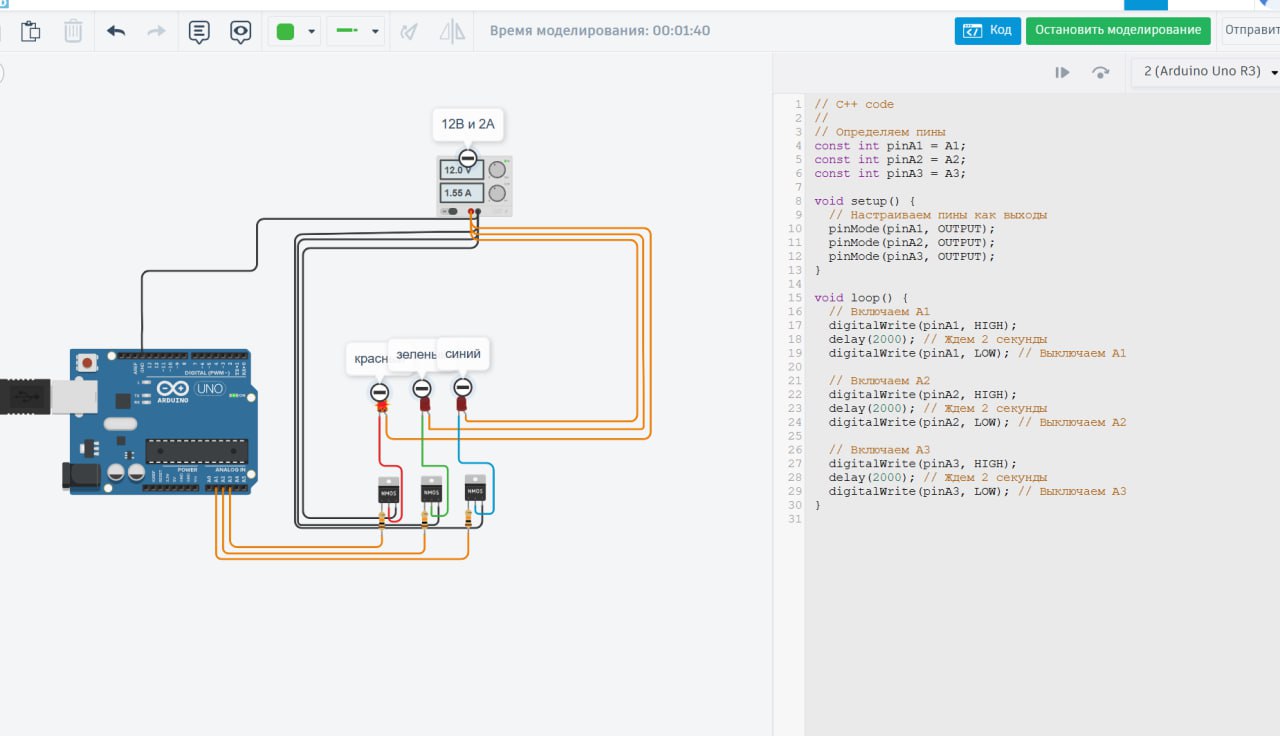 Время моделирования: 00:01:40
Код
Остановить моделирование
Отправит
2 (Arduino Uno R3)
12В и 2А
12.0 V
1.55 A
красн
зелень
синий
DIGITAL (PWM~)
UNO
ARDUINO
POWER
ANALOG IN
NMOS
NMOS
NMOS
1 // C++ code
2 //
3 // Определяем пины
4 const int pinA1 = A1;
5 const int pinA2 = A2;
6 const int pinA3 = A3;
7
8 void setup() {
9 // Настраиваем пины как выходы
10 pinMode(pinA1, OUTPUT);
11 pinMode(pinA2, OUTPUT);
12 pinMode(pinA3, OUTPUT);
13 }
14
15 void loop() {
16 // Включаем A1
17 digitalWrite(pinA1, HIGH);
18 delay(2000); // Ждем 2 секунды
19 digitalWrite(pinA1, LOW); // Выключаем A1
20
21 // Включаем A2
22 digitalWrite(pinA2, HIGH);
23 delay(2000); // Ждем 2 секунды
24 digitalWrite(pinA2, LOW); // Выключаем A2
25
26 // Включаем A3
27 digitalWrite(pinA3, HIGH);
28 delay(2000); // Ждем 2 секунды
29 digitalWrite(pinA3, LOW); // Выключаем A3
30 }
31